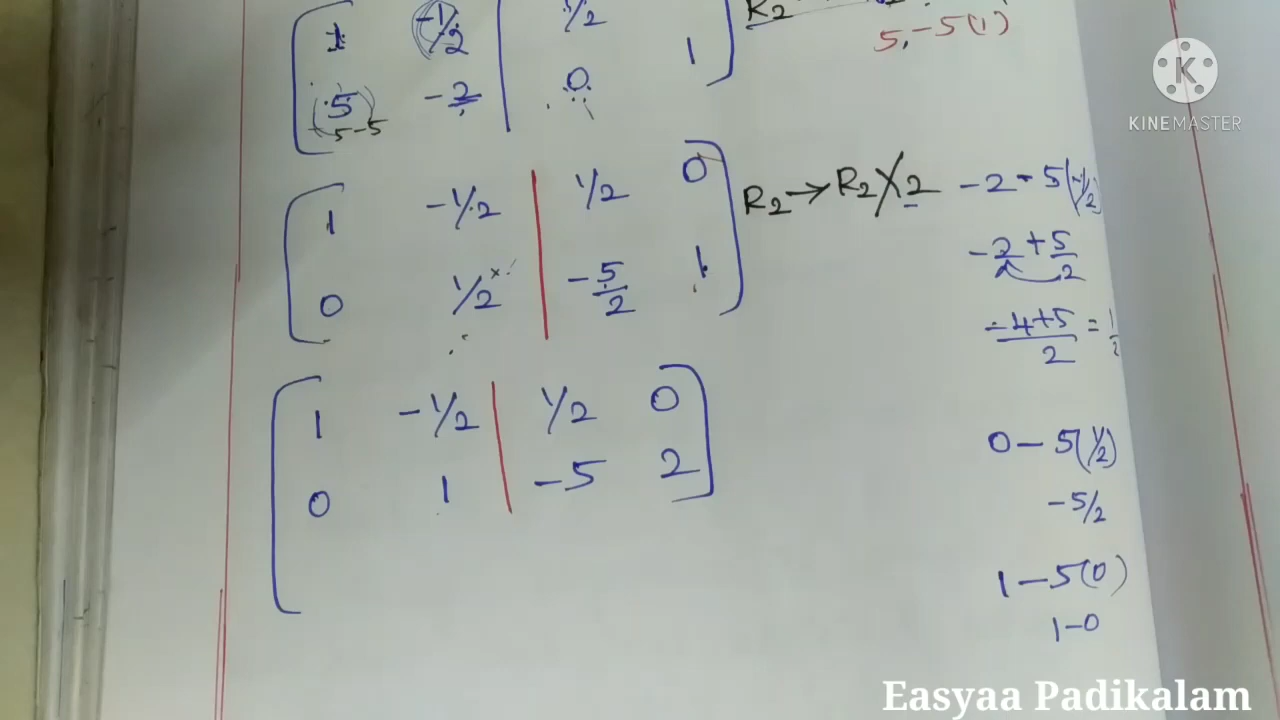 1 -1/2 | 1/2
R2
5, -5(1)
5 -2 | 0 1
5-5
KINEMASTER
1 -1/2 | 1/2 0
R2 → R2 × 2
-2 - 5(-1/2)
-2 + 5/2
0 1/2 | -5/2 1
-4+5/2 =
1 -1/2 | 1/2 0
0 - 5(1/2)
0 1 | -5 2
-5/2
1 - 5(0)
1-0
Easyaa Padikalam